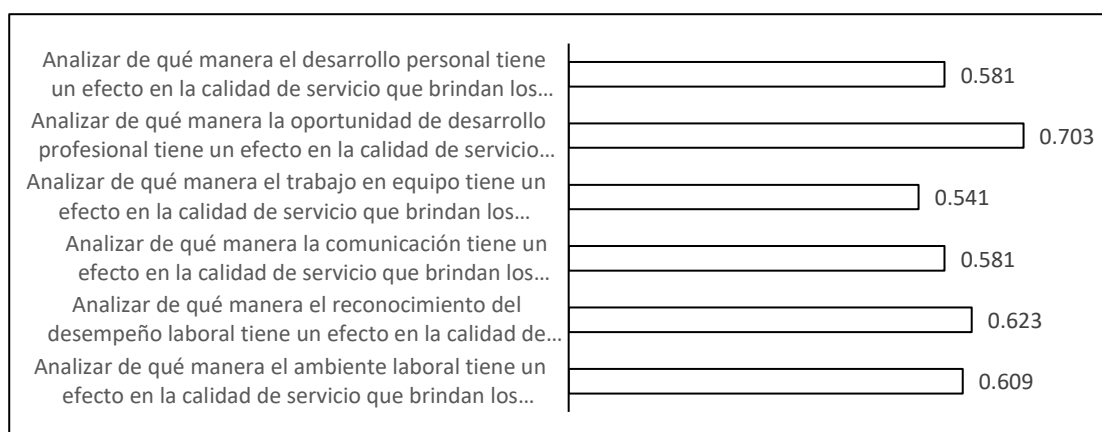 Analizar de qué manera el desarrollo personal tiene
un efecto en la calidad de servicio que brindan los...
0.581
Analizar de qué manera la oportunidad de desarrollo
profesional tiene un efecto en la calidad de servicio...
0.703
Analizar de qué manera el trabajo en equipo tiene un
efecto en la calidad de servicio que brindan los...
0.541
Analizar de qué manera la comunicación tiene un
efecto en la calidad de servicio que brindan los...
0.581
Analizar de qué manera el reconocimiento del
desempeño laboral tiene un efecto en la calidad de...
0.623
Analizar de qué manera el ambiente laboral tiene un
efecto en la calidad de servicio que brindan los...
0.609